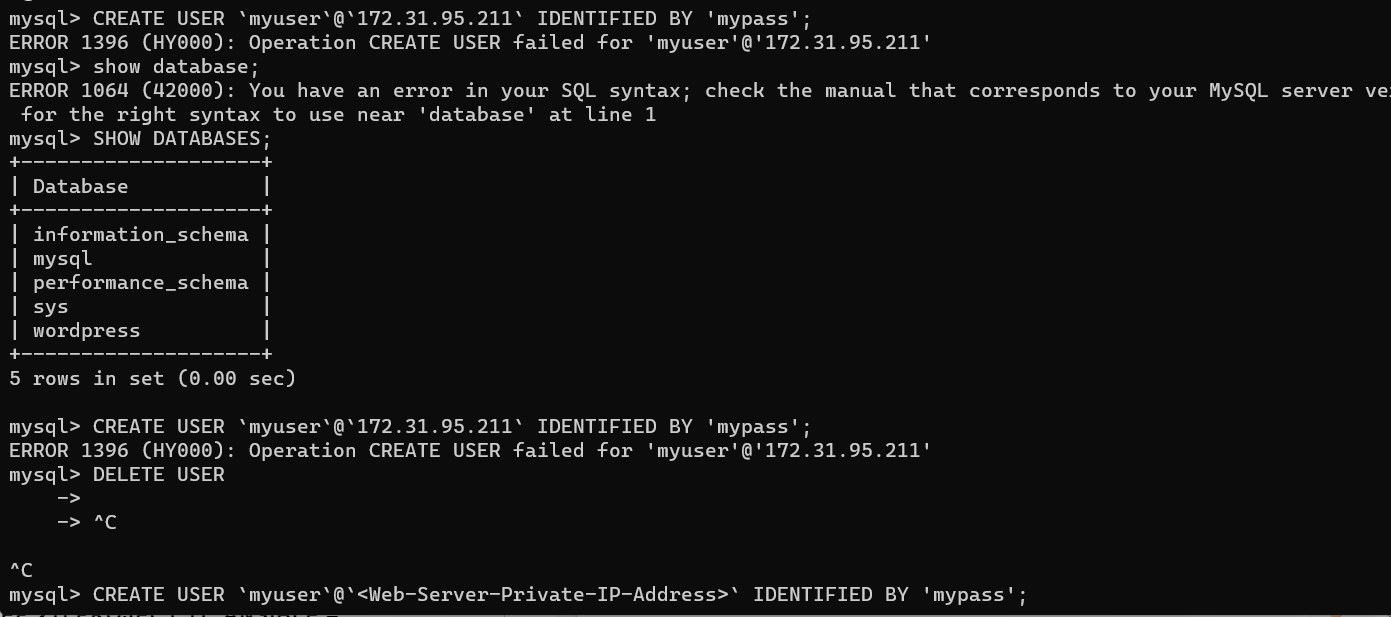 mysql> CREATE USER `myuser`@`172.31.95.211` IDENTIFIED BY 'mypass';
ERROR 1396 (HY000): Operation CREATE USER failed for 'myuser'@'172.31.95.211'
mysql> show database;
ERROR 1064 (42000): You have an error in your SQL syntax; check the manual that corresponds to your MySQL server ve
 for the right syntax to use near 'database' at line 1
mysql> SHOW DATABASES;
+--------------------+
| Database           |
+--------------------+
| information_schema |
| mysql              |
| performance_schema |
| sys                |
| wordpress          |
+--------------------+
5 rows in set (0.00 sec)

mysql> CREATE USER `myuser`@`172.31.95.211` IDENTIFIED BY 'mypass';
ERROR 1396 (HY000): Operation CREATE USER failed for 'myuser'@'172.31.95.211'
mysql> DELETE USER
    ->
    -> ^C

^C
mysql> CREATE USER `myuser`@`<Web-Server-Private-IP-Address>` IDENTIFIED BY 'mypass';